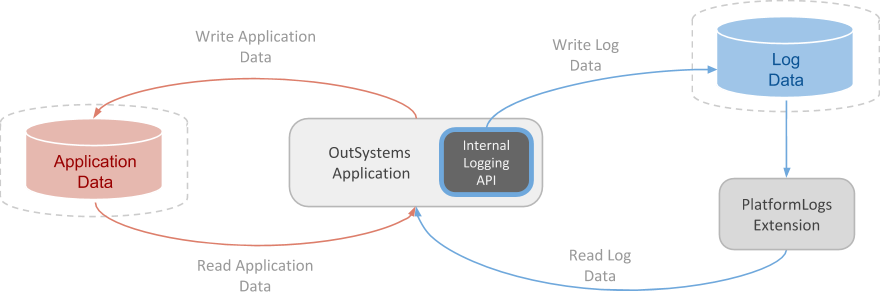 Write Application
Data
Write Log
Data
Log
Data
Application
Data
OutSystems
Application
Internal
Logging
API
PlatformLogs
Extension
Read Application
Data
Read Log
Data